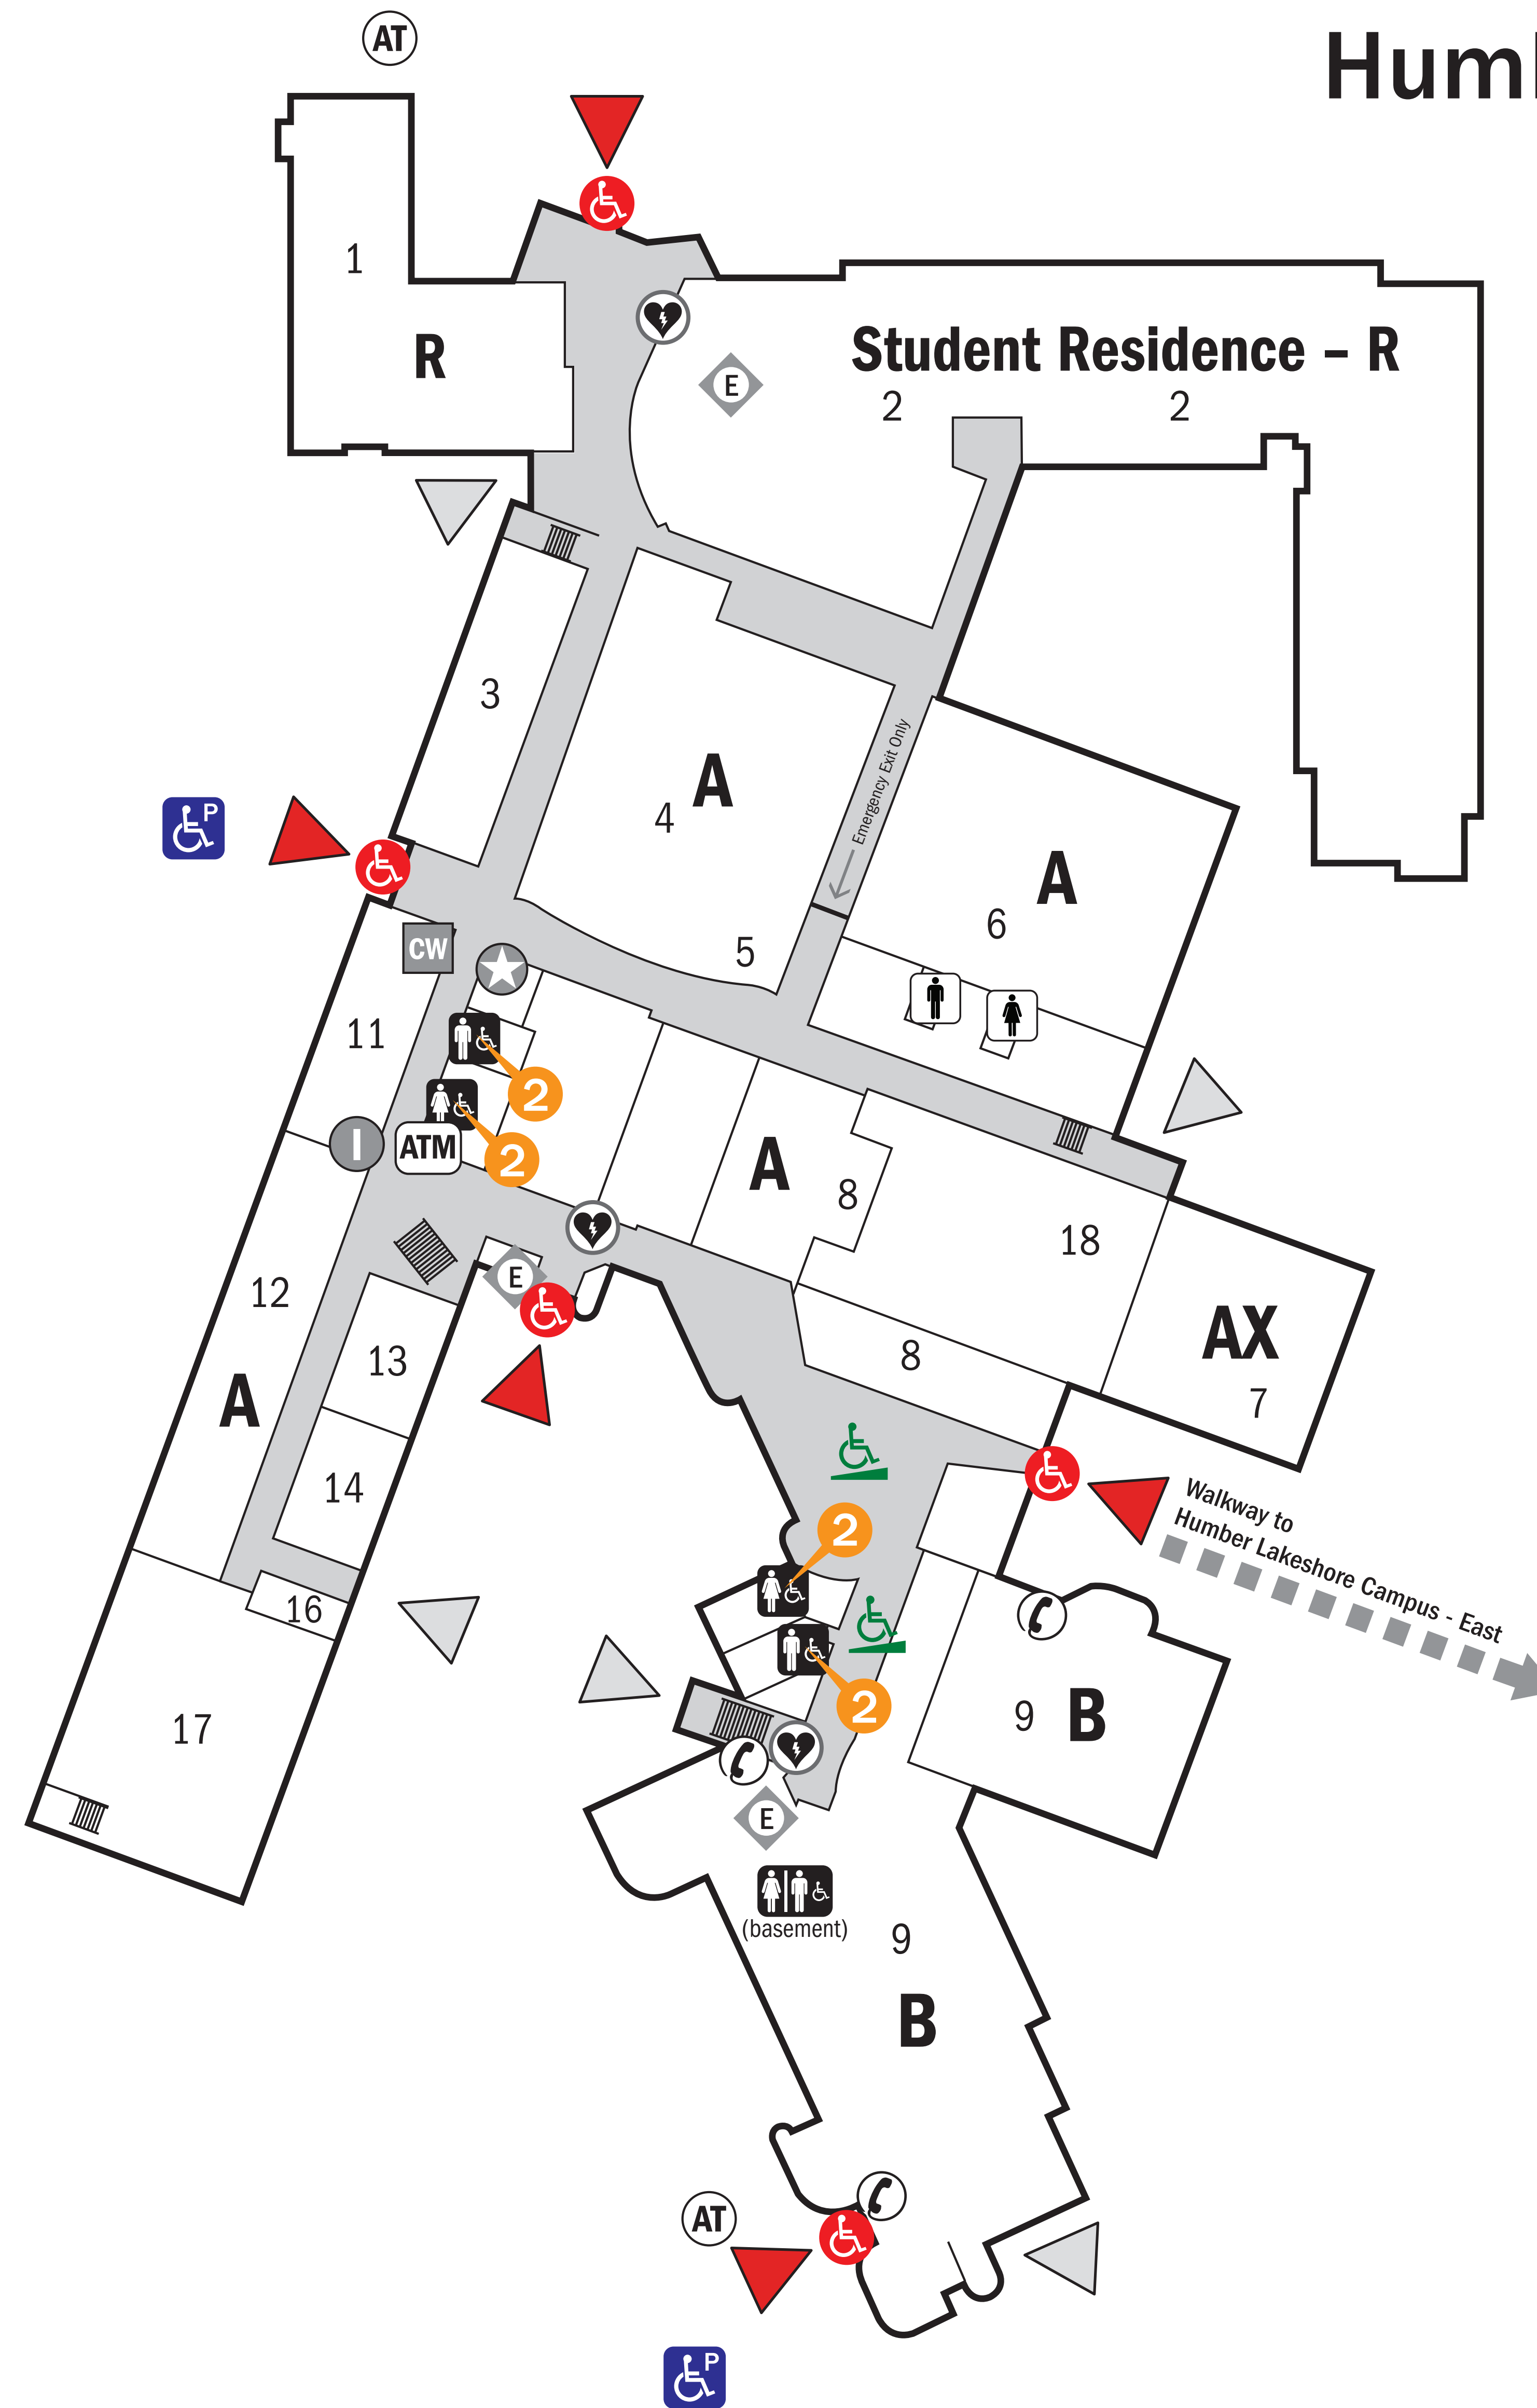 AT
Humb
1
R
Student Residence – R
E
2
2
3
Emergency Exit Only
A
4
P
A
6
5
CW
11
2
I
ATM
2
A
8
18
12
E
13
8
AX
7
A
14
Walkway to
Humber Lakeshore Campus - East
2
16
2
9
B
17
E
(basement)
9
B
AT
P